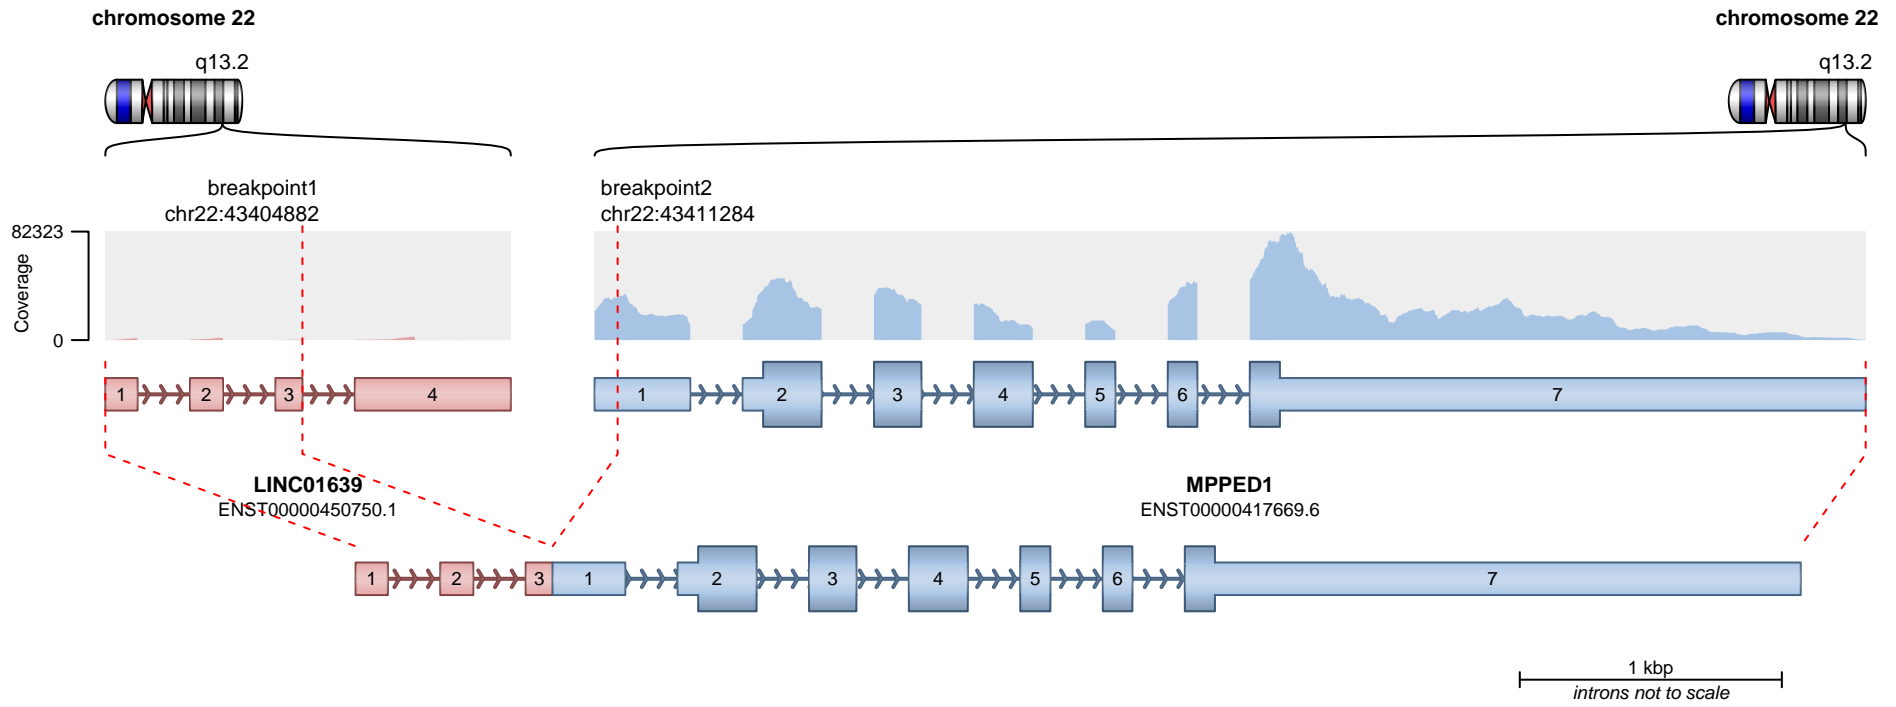 chromosome 22
chromosome 22
q13.2
q13.2
breakpoint1
chr22:43404882
breakpoint2
chr22:43411284
82323
0
Coverage
1 2 3 4
1 2 3 4 5 6 7
LINC01639
ENST00000450750.1
MPPED1
ENST00000417669.6
1 2 3 1 2 3 4 5 6 7
1 kbp
introns not to scale